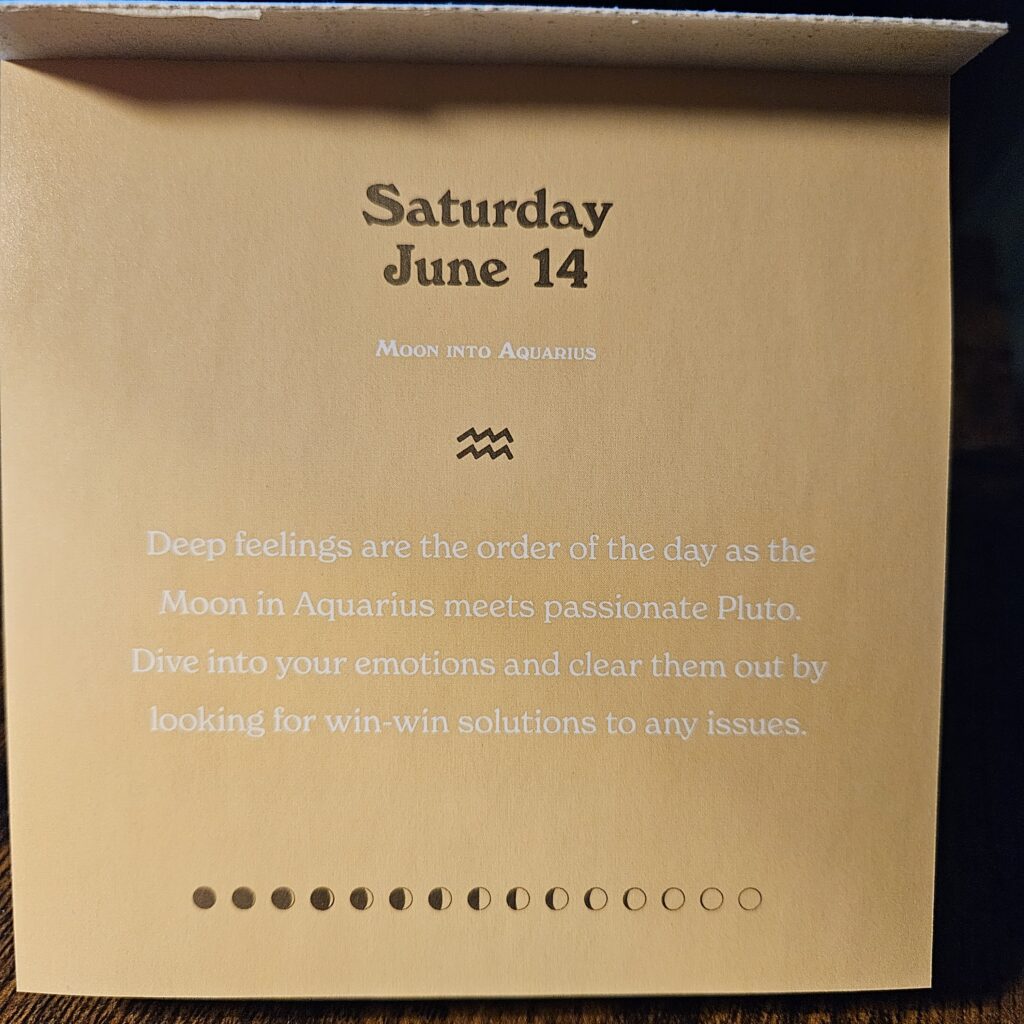 Saturday
June 14
Moon into Aquarius
Deep feelings are the order of the day as the
Moon in Aquarius meets passionate Pluto.
Dive into your emotions and clear them out by
looking for win-win solutions to any issues.